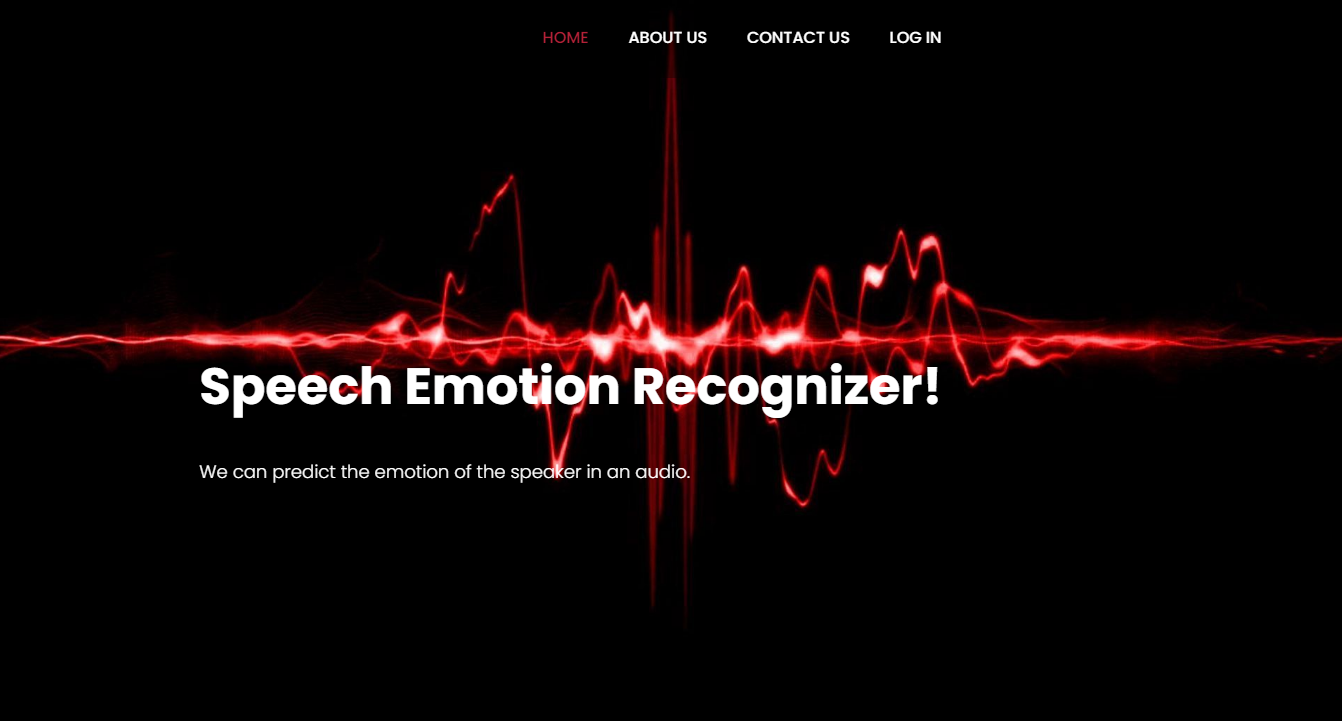 HOME ABOUT US CONTACT US LOG IN
Speech Emotion Recognizer!
We can predict the emotion of the speaker in an audio.